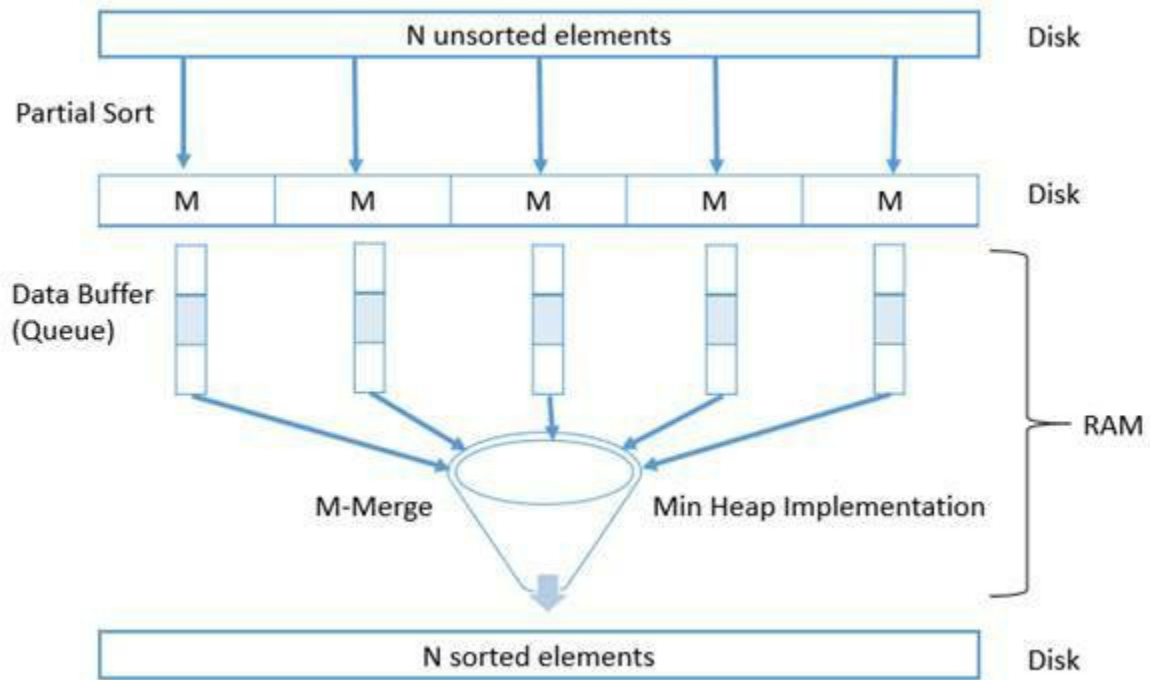 N unsorted elements
Disk
Partial Sort
M M M M M
Disk
Data Buffer
(Queue)
RAM
M-Merge
Min Heap Implementation
N sorted elements
Disk